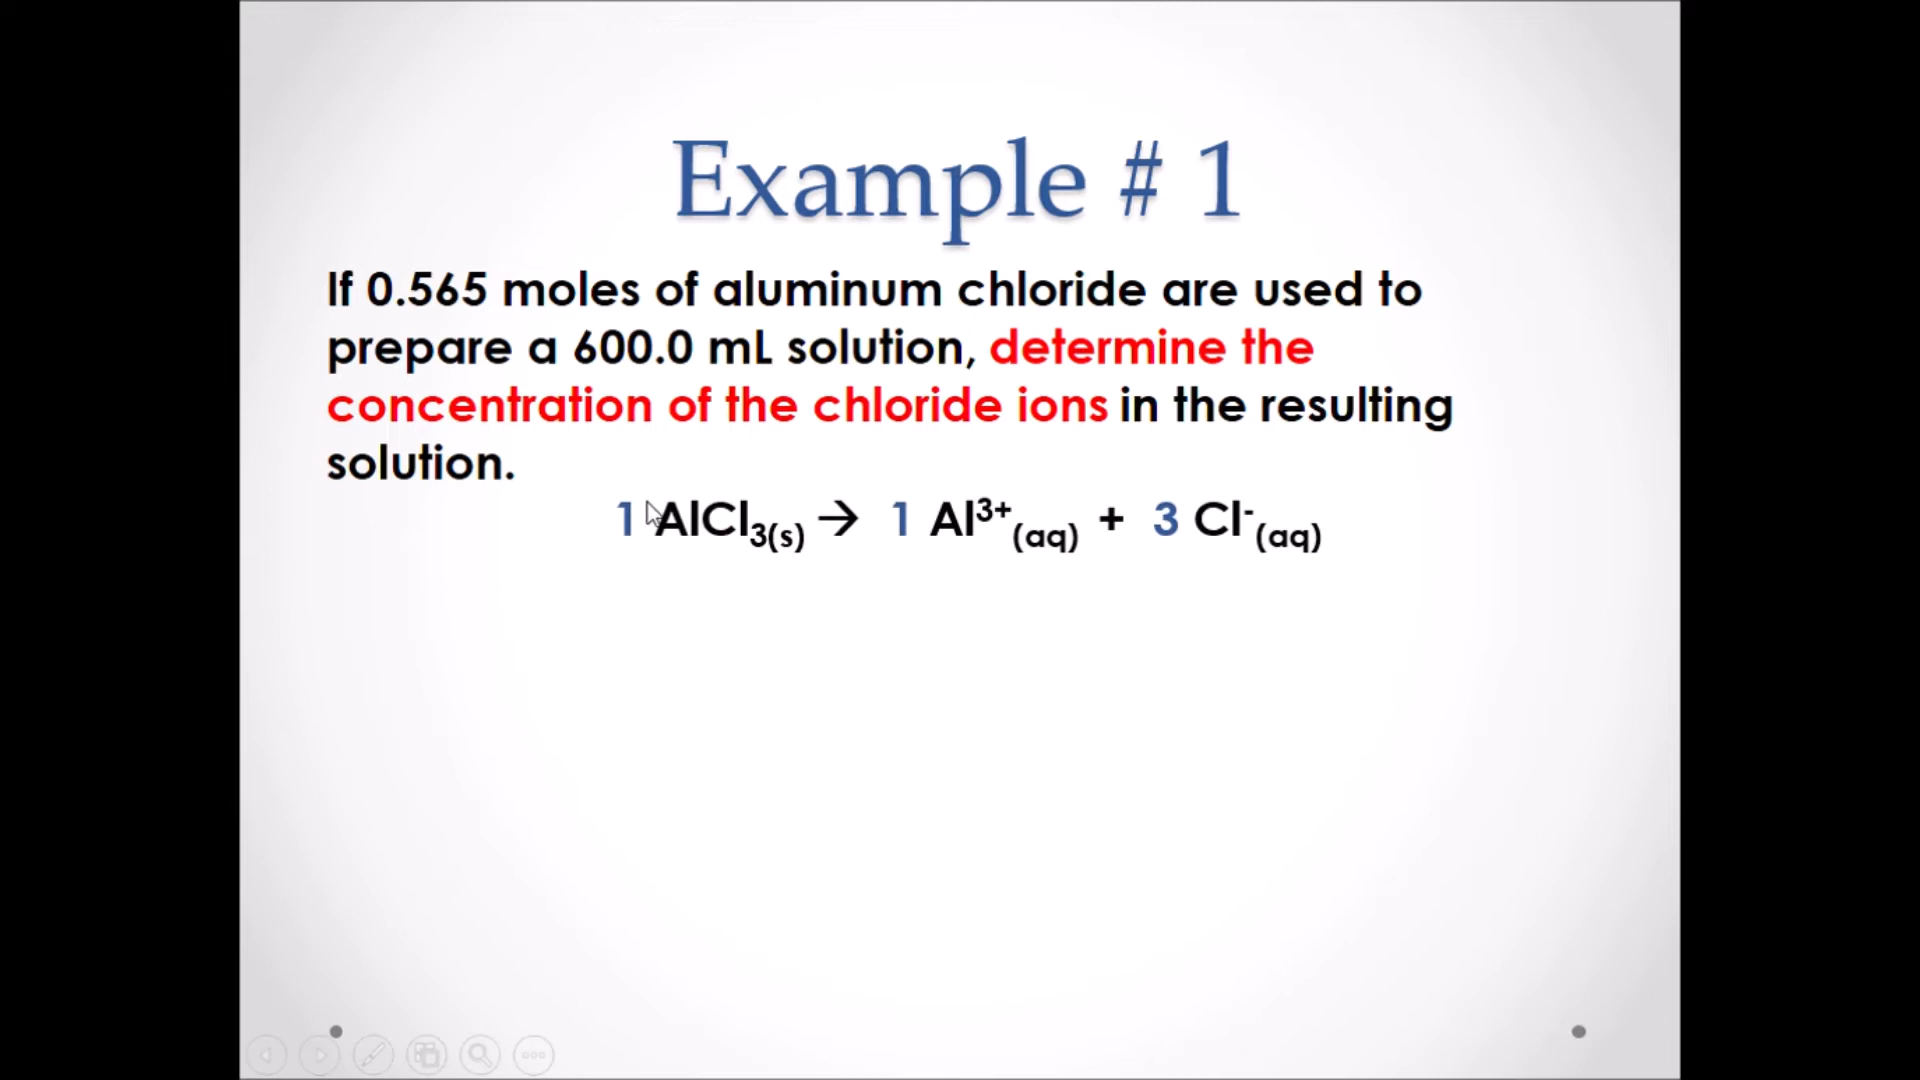 Example # 1
If 0.565 moles of aluminum chloride are used to
prepare a 600.0 mL solution, determine the
concentration of the chloride ions in the resulting
solution.
1 AlCl₃₍ₛ₎ → 1 Al³⁺₍aq₎ + 3 Cl⁻₍aq₎